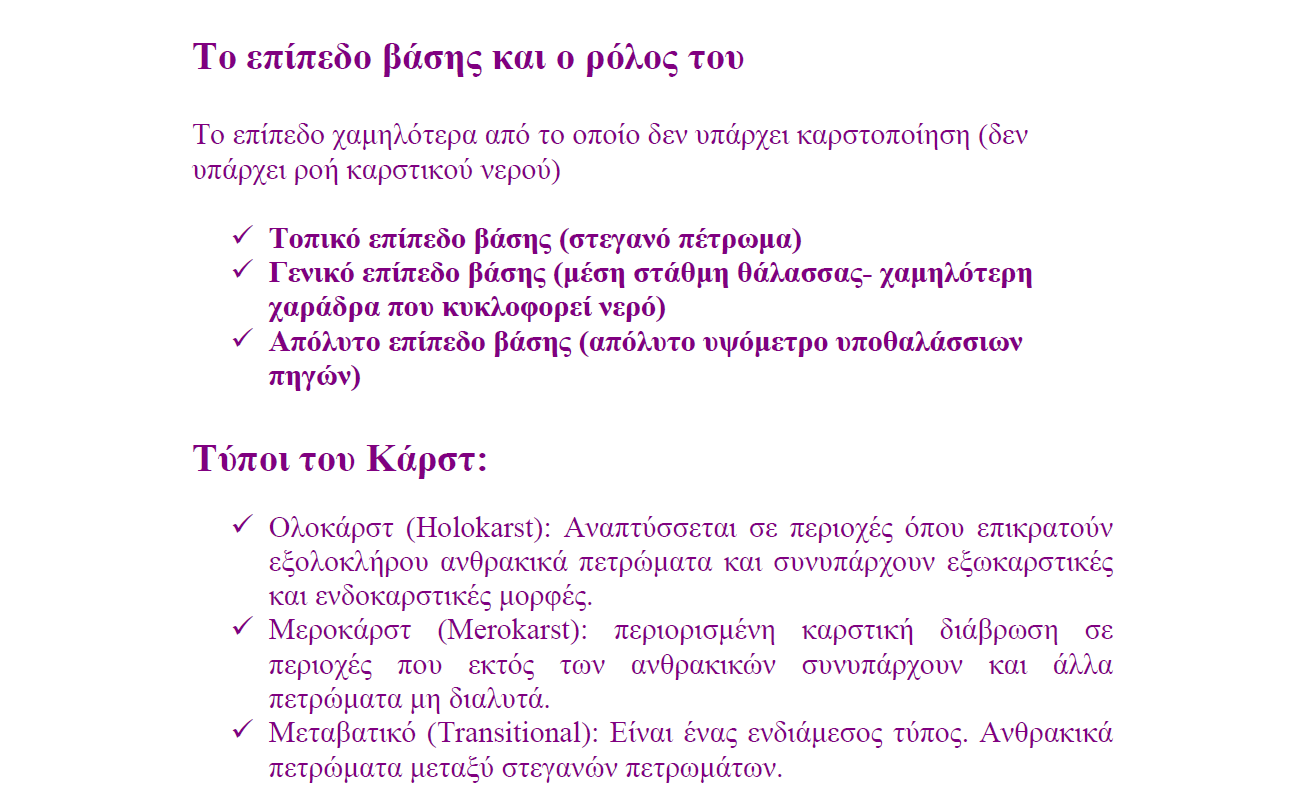 Το επίπεδο βάσης και ο ρόλος του
Το επίπεδο χαμηλότερα από το οποίο δεν υπάρχει καρστοποίηση (δεν
υπάρχει ροή καρστικού νερού)
✓ Τοπικό επίπεδο βάσης (στεγανό πέτρωμα)
✓ Γενικό επίπεδο βάσης (μέση στάθμη θάλασσας- χαμηλότερη
χαράδρα που κυκλοφορεί νερό)
✓ Απόλυτο επίπεδο βάσης (απόλυτο υψόμετρο υποθαλάσσιων
πηγών)
Τύποι του Κάρστ:
✓ Ολοκάρστ (Holokarst): Αναπτύσσεται σε περιοχές όπου επικρατούν
εξολοκλήρου ανθρακικά πετρώματα και συνυπάρχουν εξωκαρστικές
και ενδοκαρστικές μορφές.
✓ Μεροκάρστ (Merokarst): περιορισμένη καρστική διάβρωση σε
περιοχές που εκτός των ανθρακικών συνυπάρχουν και άλλα
πετρώματα μη διαλυτά.
✓ Μεταβατικό (Transitional): Είναι ένας ενδιάμεσος τύπος. Ανθρακικά
πετρώματα μεταξύ στεγανών πετρωμάτων.